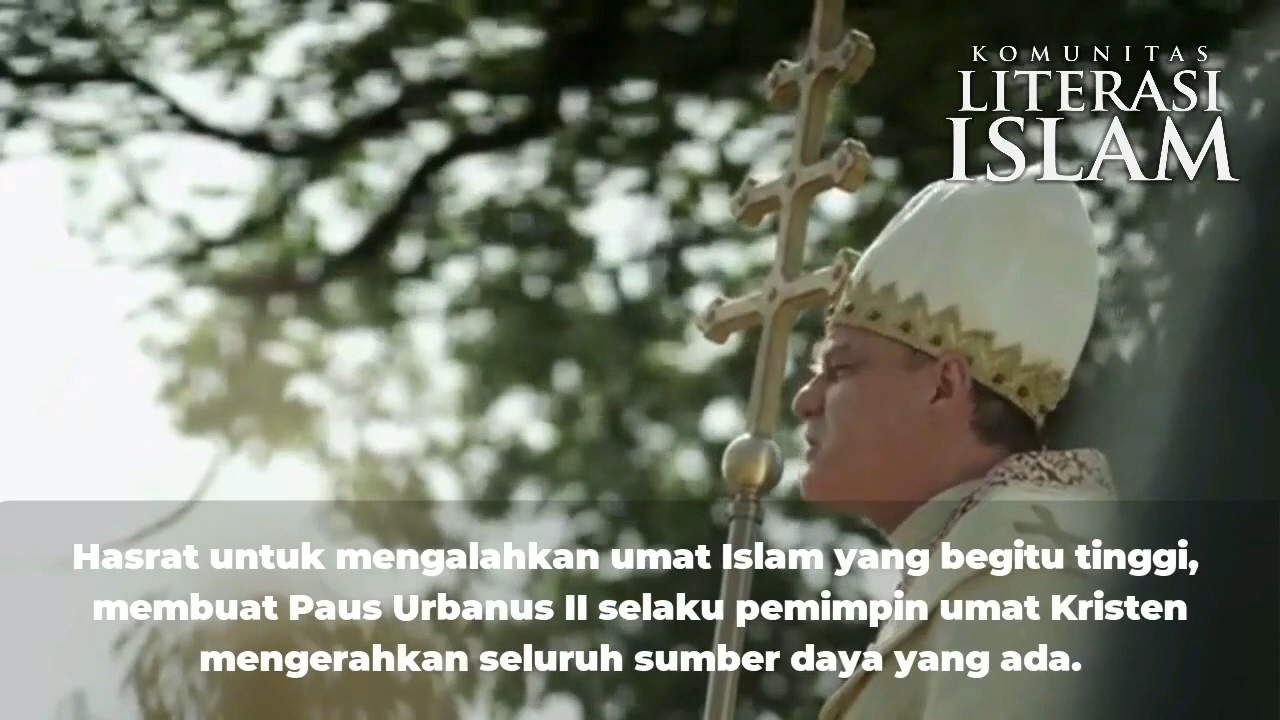 KOMUNITAS
LITERASI
ISLAM
Hasrat untuk mengalahkan umat Islam yang begitu tinggi,
membuat Paus Urbanus II selaku pemimpin umat Kristen
mengerahkan seluruh sumber daya yang ada.